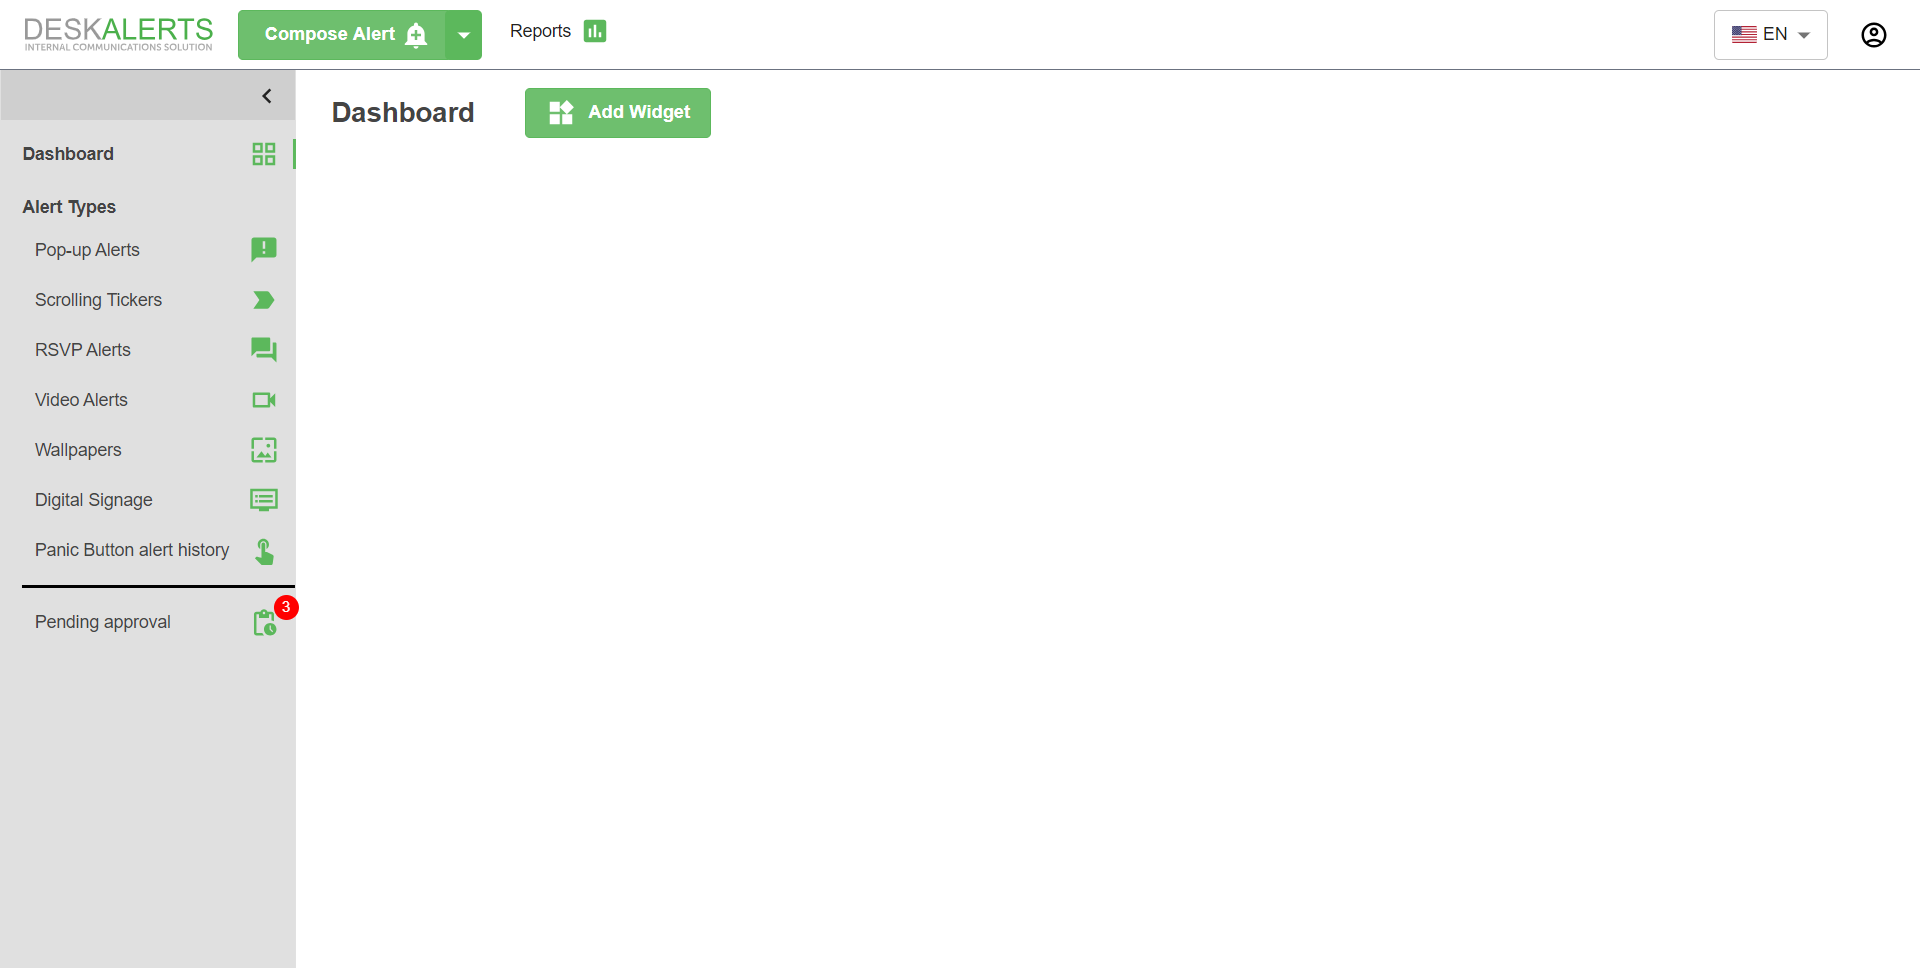 DESKALERTS
INTERNAL COMMUNICATIONS SOLUTION
Compose Alert
Reports
EN
Dashboard
Add Widget
Dashboard
Alert Types
Pop-up Alerts
Scrolling Tickers
RSVP Alerts
Video Alerts
Wallpapers
Digital Signage
Panic Button alert history
3
Pending approval